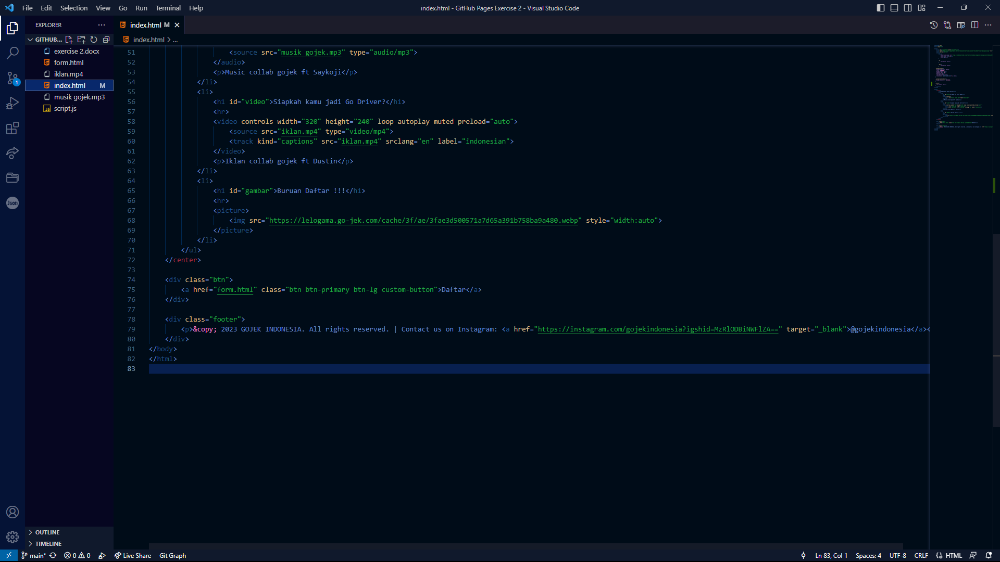 File Edit Selection View Go Run Terminal Help
index.html - GitHub Pages Exercise 2 - Visual Studio Code
EXPLORER
index.html M
GITHUB...
index.html > ...
exercise 2.docx
form.html
iklan.mp4
index.html M
musik gojek.mp3
script.js
1
Json
51 <source src="musik gojek.mp3" type="audio/mp3">
52 </audio>
53 <p>Music collab gojek ft Saykoji</p>
54 </li>
55 <li>
56 <h1 id="video">Siapkah kamu jadi Go Driver?</h1>
57 <hr>
58 <video controls width="320" height="240" loop autoplay muted preload="auto">
59 <source src="iklan.mp4" type="video/mp4">
60 <track kind="captions" src="iklan.mp4" srclang="en" label="indonesian">
61 </video>
62 <p>Iklan collab gojek ft Dustin</p>
63 </li>
64 <li>
65 <h1 id="gambar">Buruan Daftar !!!</h1>
66 <hr>
67 <picture>
68 <img src="https://lelogama.go-jek.com/cache/3f/ae/3fae3d500571a7d65a391b758ba9a480.webp" style="width:auto">
69 </picture>
70 </li>
71 </ul>
72 </center>
73
74 <div class="btn">
75 <a href="form.html" class="btn btn-primary btn-lg custom-button">Daftar</a>
76 </div>
77
78 <div class="footer">
79 <p>&copy; 2023 GOJEK INDONESIA. All rights reserved. | Contact us on Instagram: <a href="https://instagram.com/gojekindonesia?igshid=MzRlODBiNWFlZA==" target="_blank">@gojekindonesia</a><
80 </div>
81 </body>
82 </html>
83
OUTLINE
TIMELINE
main* 0 0 Live Share Git Graph
Ln 83, Col 1 Spaces: 4 UTF-8 CRLF HTML